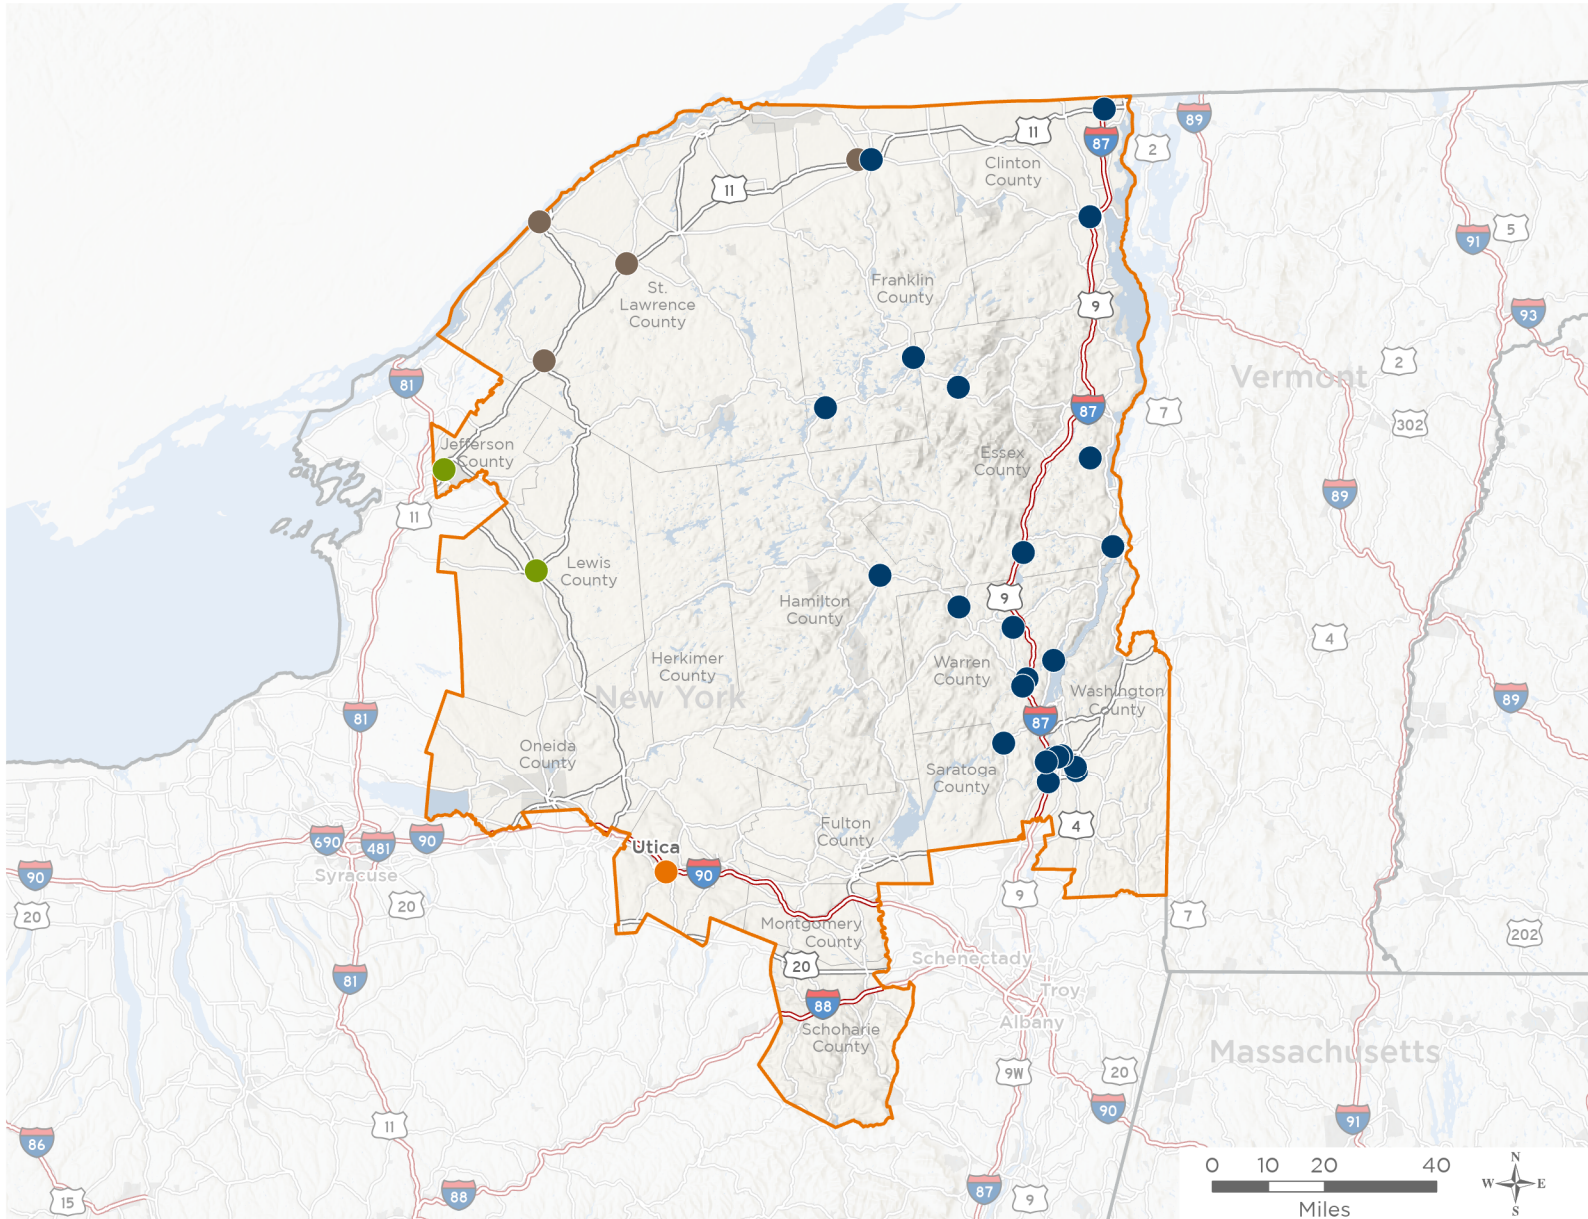 11
87
89
2
Clinton
County
11
5
91
Franklin
County
St.
Lawrence
County
9
93
Vermont
2
81
87
7
302
Jefferson
County
Essex
County
89
11
Lewis
County
Hamilton
County
9
4
Herkimer
County
Warren
County
New York
Washington
County
89
81
87
Oneida
County
Saratoga
County
Fulton
County
4
690
481
90
Utica
90
90
Syracuse
20
20
9
7
Montgomery
County
202
20
Schenectady
81
88
Troy
Albany
Schoharie
County
Massachusetts
9W
20
90
11
91
86
15
88
87
9
0 10 20 40
Miles
N
W E
S